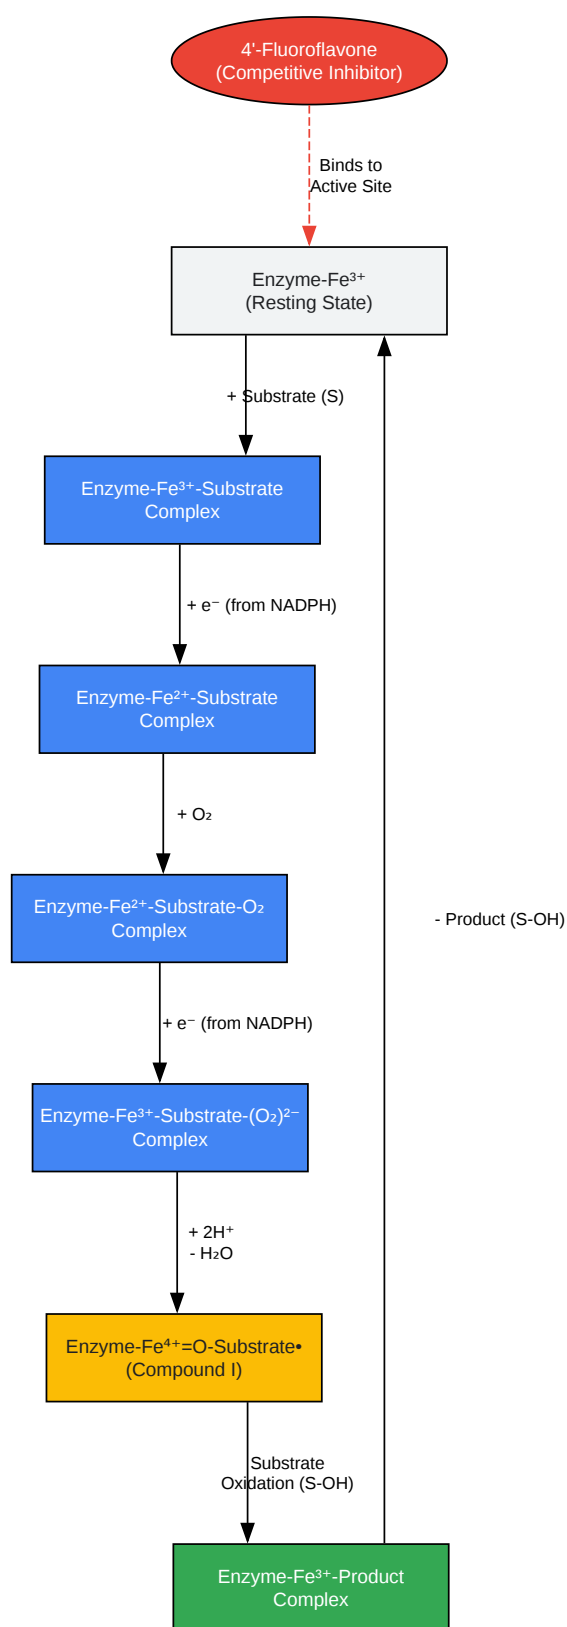 4'-Fluoroflavone
(Competitive Inhibitor)
Binds to
Active Site
Enzyme-Fe³⁺
(Resting State)
+ Substrate (S)
Enzyme-Fe³⁺-Substrate
Complex
+ e⁻ (from NADPH)
Enzyme-Fe²⁺-Substrate
Complex
+ O₂
Enzyme-Fe²⁺-Substrate-O₂
Complex
- Product (S-OH)
+ e⁻ (from NADPH)
Enzyme-Fe³⁺-Substrate-(O₂)²⁻
Complex
+ 2H⁺
- H₂O
Enzyme-Fe⁴⁺=O-Substrate•
(Compound I)
Substrate
Oxidation (S-OH)
Enzyme-Fe³⁺-Product
Complex